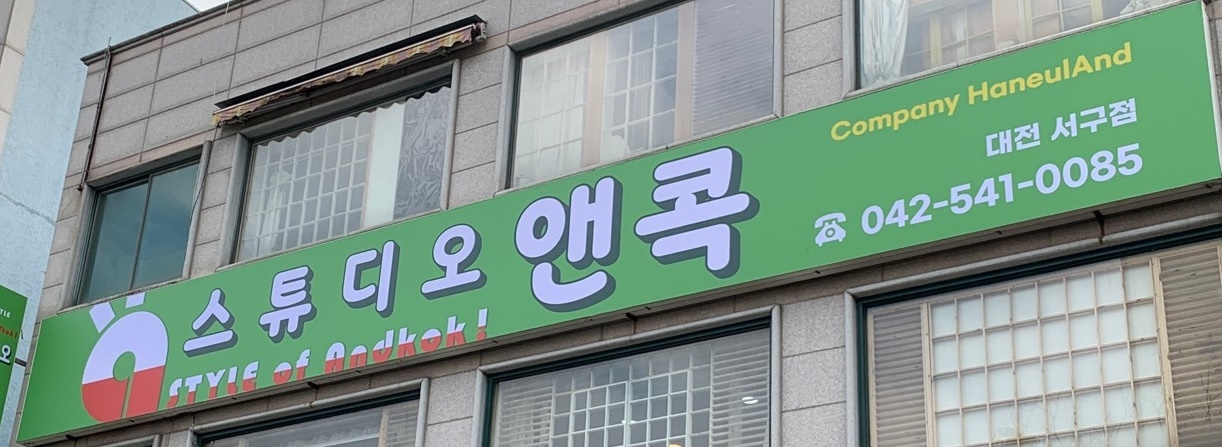 스튜디오앤콕
STYLE of Andkok!
Company HaneulAnd
대전 서구점
042-541-0085